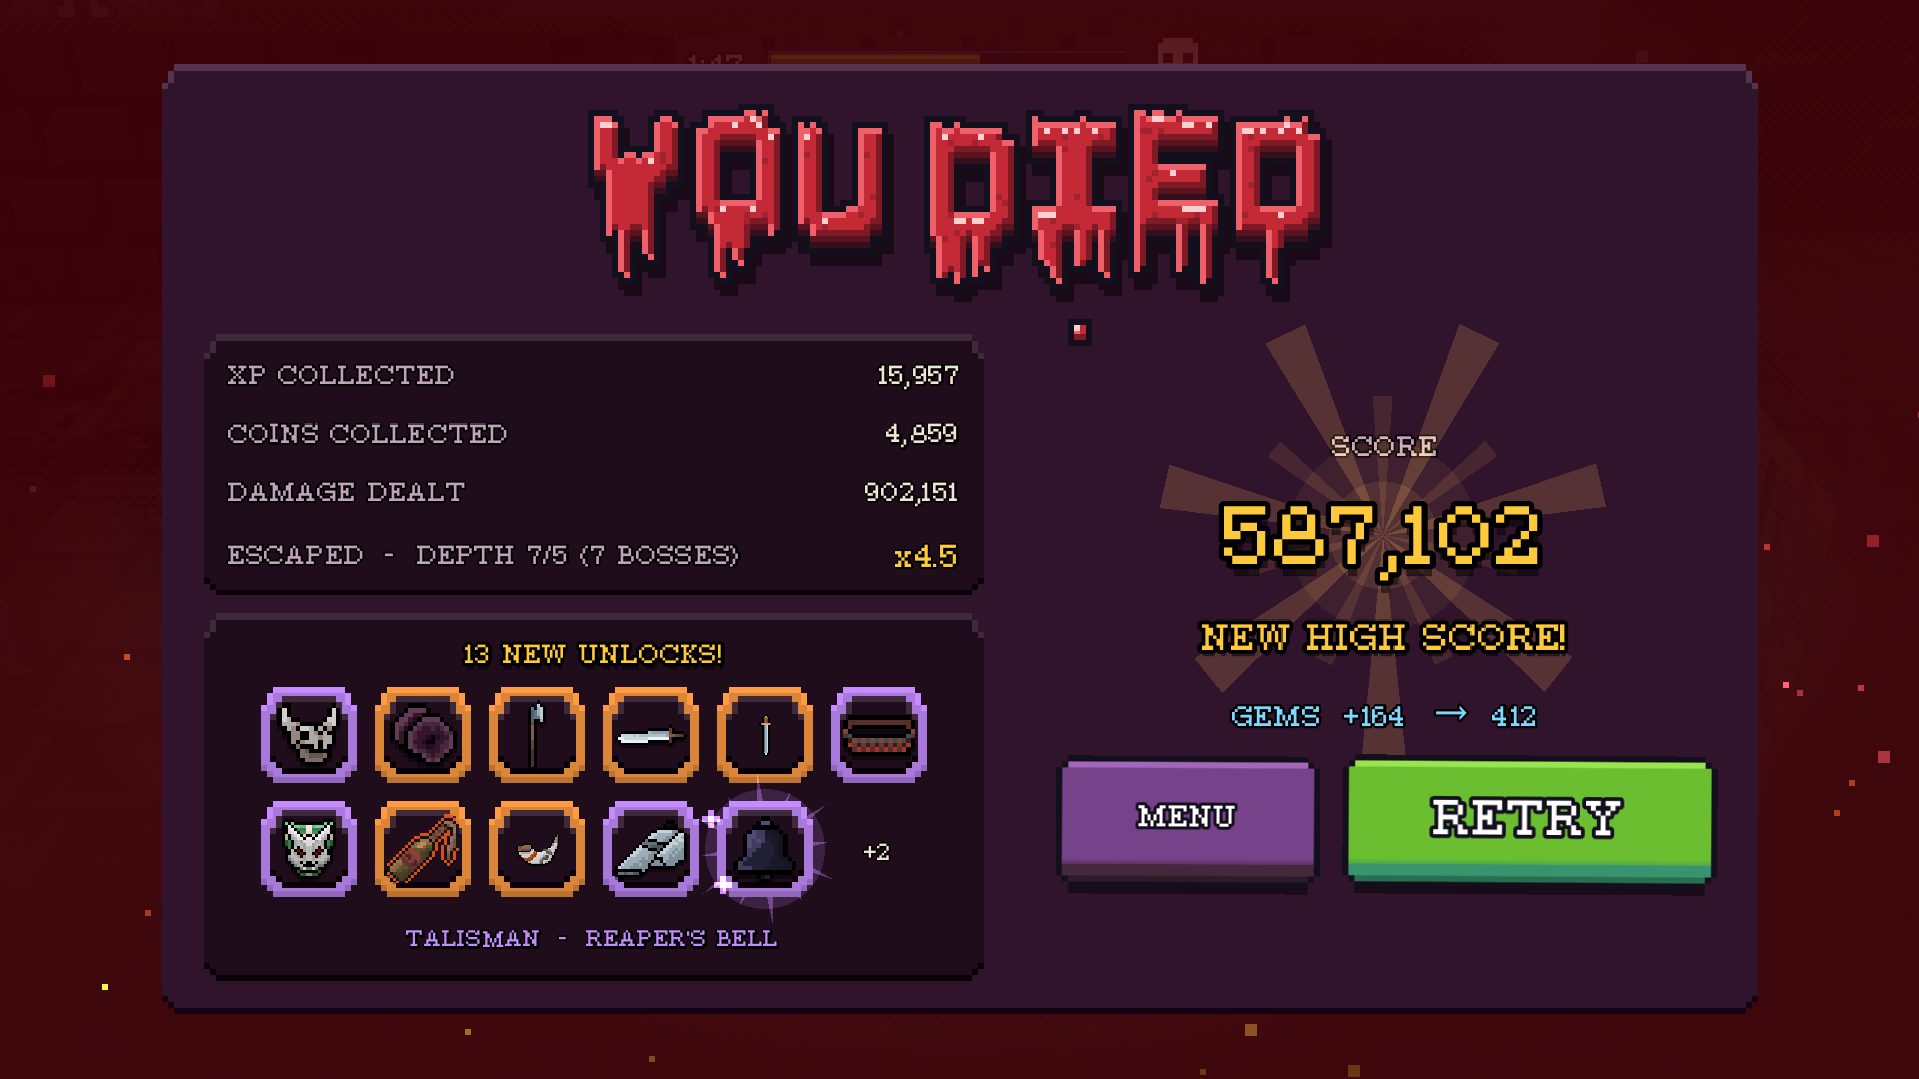 1:47
YOU DIED
XP COLLECTED 15,957
COINS COLLECTED 4,859
DAMAGE DEALT 902,151
ESCAPED - DEPTH 7/5 (7 BOSSES) x4.5
13 NEW UNLOCKS!
+2
TALISMAN - REAPER'S BELL
SCORE
587,102
NEW HIGH SCORE!
GEMS +164 → 412
MENU
RETRY